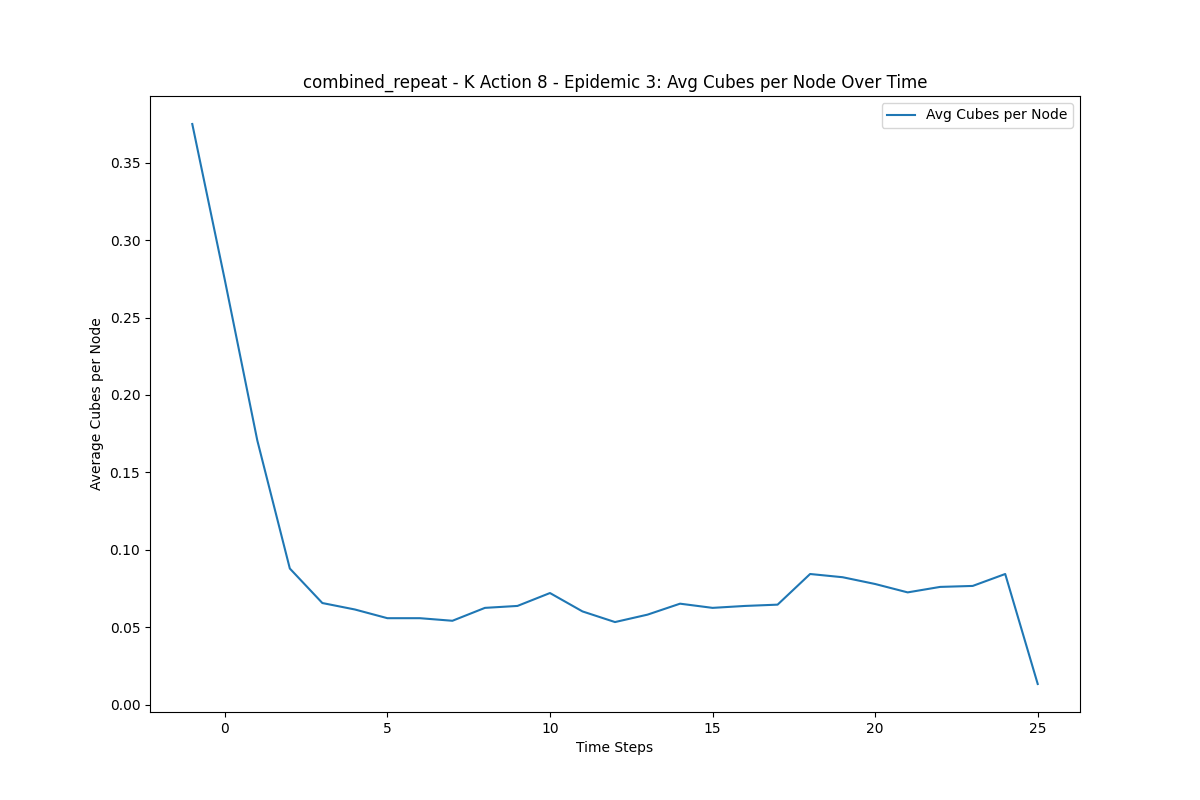 combined_repeat - K Action 8 - Epidemic 3: Avg Cubes per Node Over Time
Avg Cubes per Node
Average Cubes per Node
0.35
0.30
0.25
0.20
0.15
0.10
0.05
0.00
0 5 10 15 20 25
Time Steps